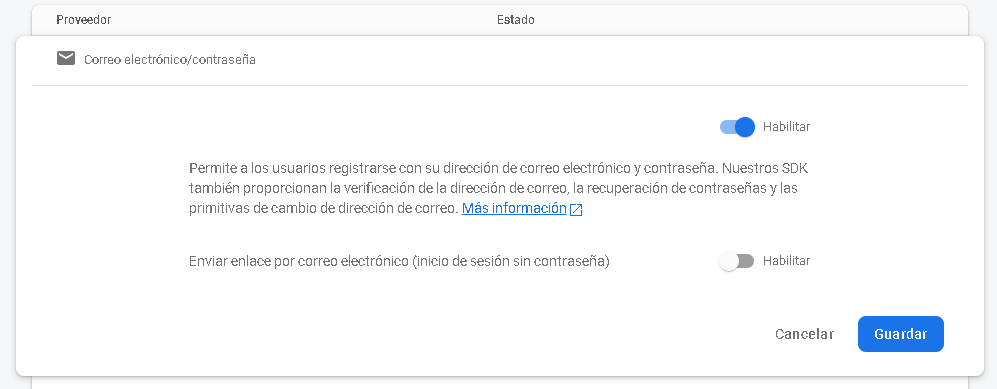 Proveedor Estado
Correo electrónico/contraseña
Habilitar
Permite a los usuarios registrarse con su dirección de correo electrónico y contraseña. Nuestros SDK
también proporcionan la verificación de la dirección de correo, la recuperación de contraseñas y las
primitivas de cambio de dirección de correo. Más información
Enviar enlace por correo electrónico (inicio de sesión sin contraseña) Habilitar
Cancelar Guardar